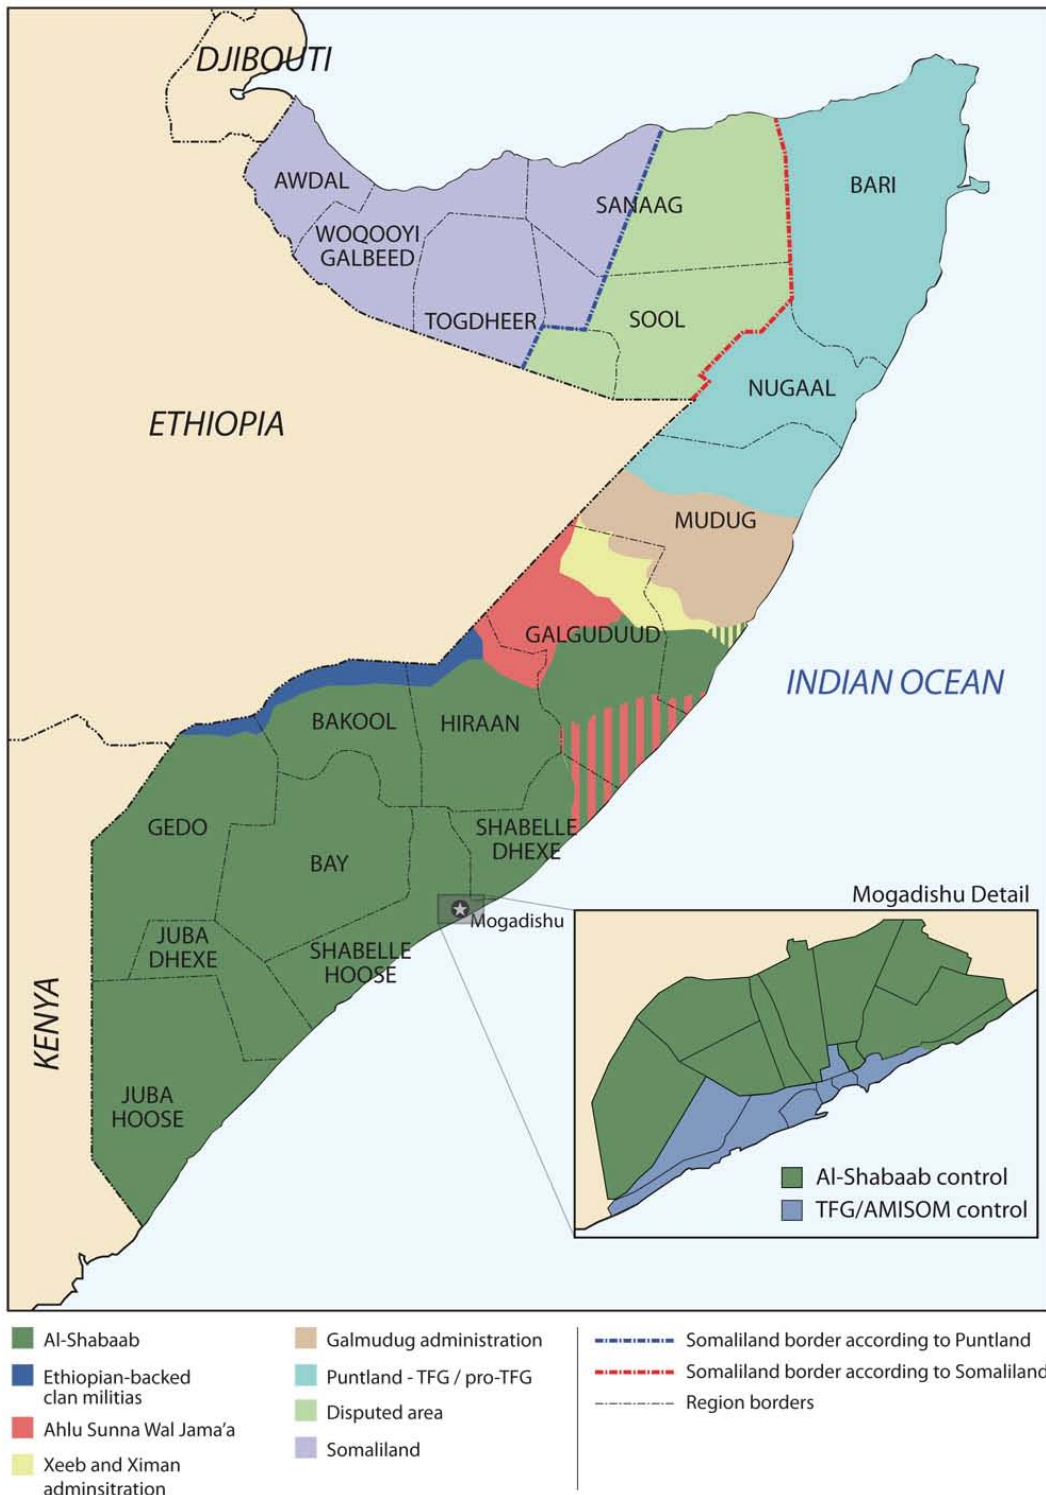 DJIBOUTI
AWDAL
WOQOOYI
GALBEED
TOGDHEER
SANAAG
SOOL
BARI
NUGAAL
ETHIOPIA
MUDUG
GALGUDUUD
INDIAN OCEAN
BAKOOL
HIRAAN
GEDO
BAY
SHABELLE
DHEXE
Mogadishu
JUBA
DHEXE
SHABELLE
HOOSE
KENYA
JUBA
HOOSE
Mogadishu Detail
Al-Shabaab control
TFG/AMISOM control
Al-Shabaab
Ethiopian-backed
clan militias
Ahlu Sunna Wal Jama’a
Xeeb and Ximan
adminsitration
Galmudug administration
Puntland - TFG / pro-TFG
Disputed area
Somaliland
Somaliland border according to Puntland
Somaliland border according to Somaliland
Region borders